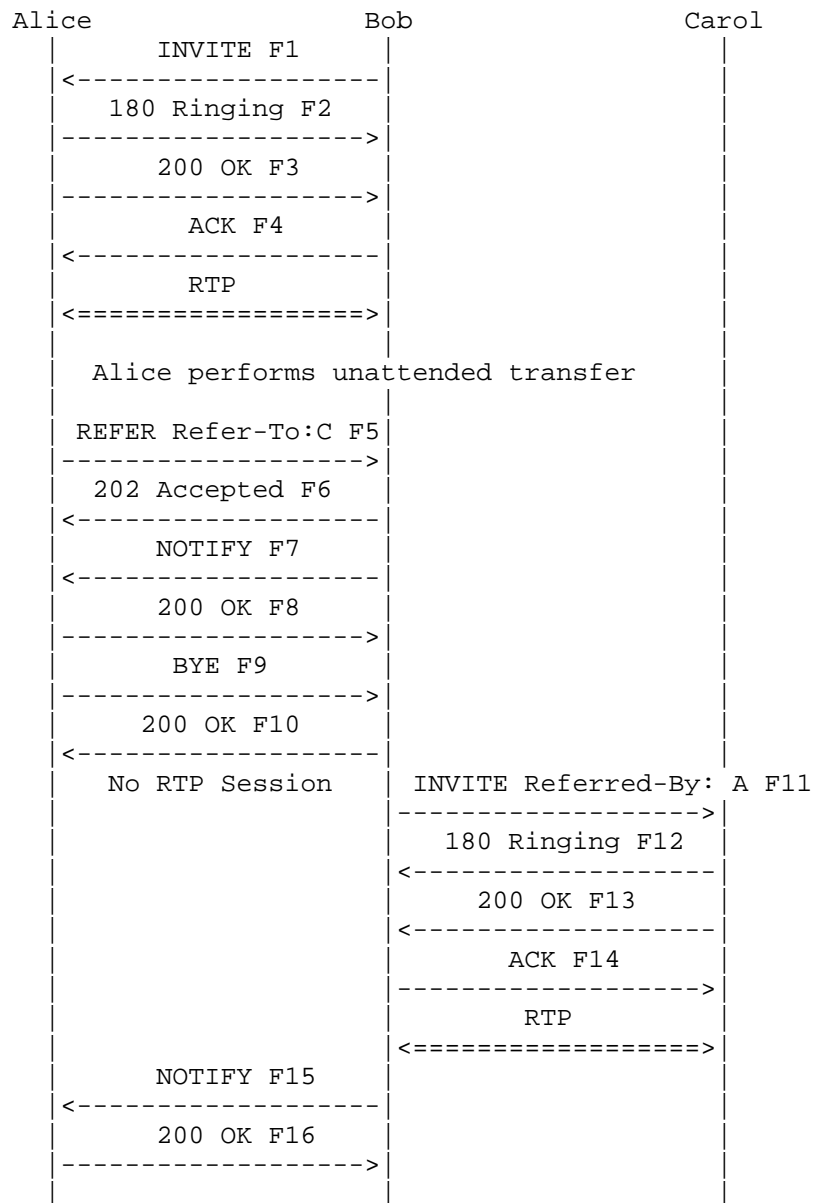 Alice Bob Carol
INVITE F1
<-------------------
180 Ringing F2
------------------->
200 OK F3
------------------->
ACK F4
<-------------------
RTP
<==================>
Alice performs unattended transfer
REFER Refer-To:C F5
------------------->
202 Accepted F6
<-------------------
NOTIFY F7
<-------------------
200 OK F8
------------------->
BYE F9
------------------->
200 OK F10
<-------------------
No RTP Session INVITE Referred-By: A F11
------------------->
180 Ringing F12
<-------------------
200 OK F13
<-------------------
ACK F14
------------------->
RTP
<==================>
NOTIFY F15
<-------------------
200 OK F16
------------------->